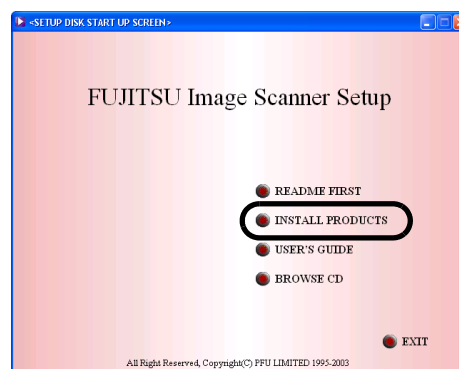 <SETUP DISK START UP SCREEN>
FUJITSU Image Scanner Setup
README FIRST
INSTALL PRODUCTS
USER'S GUIDE
BROWSE CD
EXIT
All Right Reserved, Copyright(C) PFU LIMITED 1995-2003